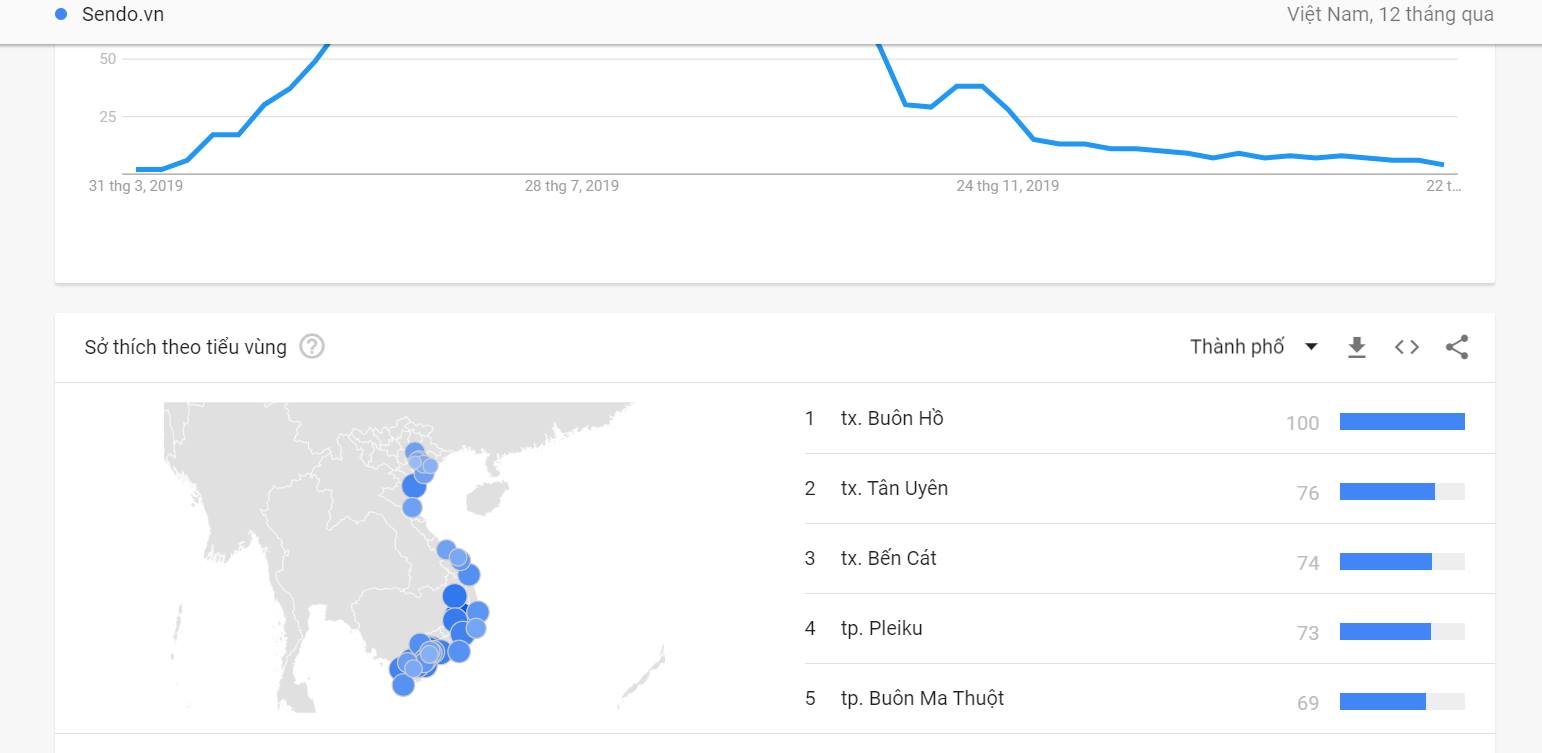 Sendo.vn
Việt Nam, 12 tháng qua
50
25
31 thg 3, 2019
28 thg 7, 2019
24 thg 11, 2019
22 t...
Sở thích theo tiểu vùng ?
Thành phố
1 tx. Buôn Hồ 100
2 tx. Tân Uyên 76
3 tx. Bến Cát 74
4 tp. Pleiku 73
5 tp. Buôn Ma Thuột 69